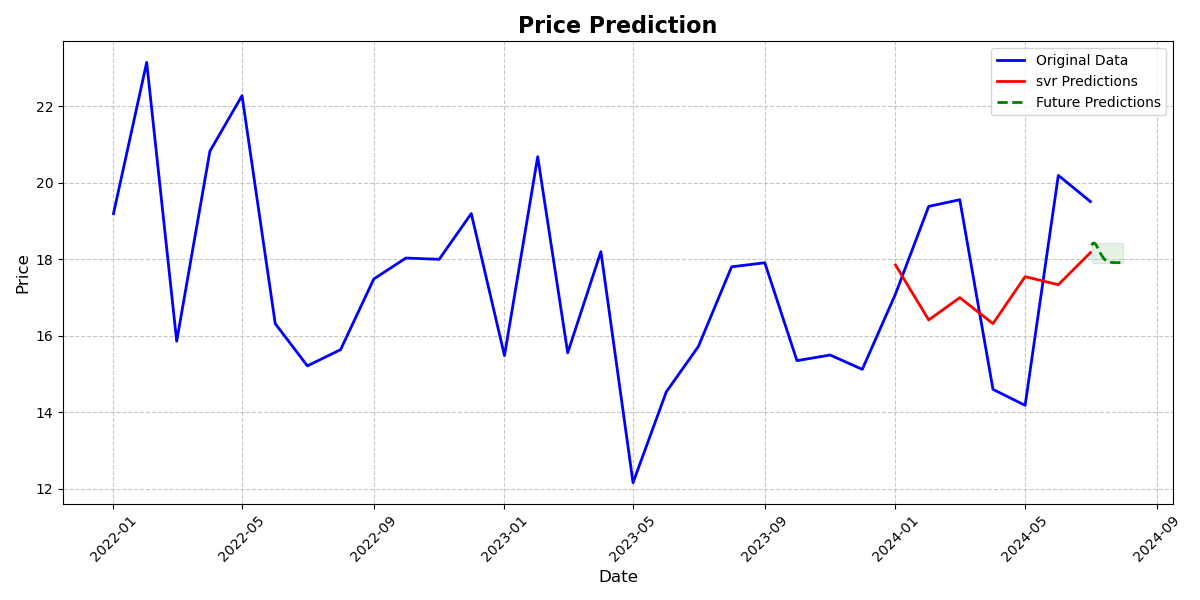 Price Prediction
Original Data
svr Predictions
Future Predictions
Price
22
20
18
16
14
12
2022-01
2022-05
2022-09
2023-01
2023-05
2023-09
2024-01
2024-05
2024-09
Date